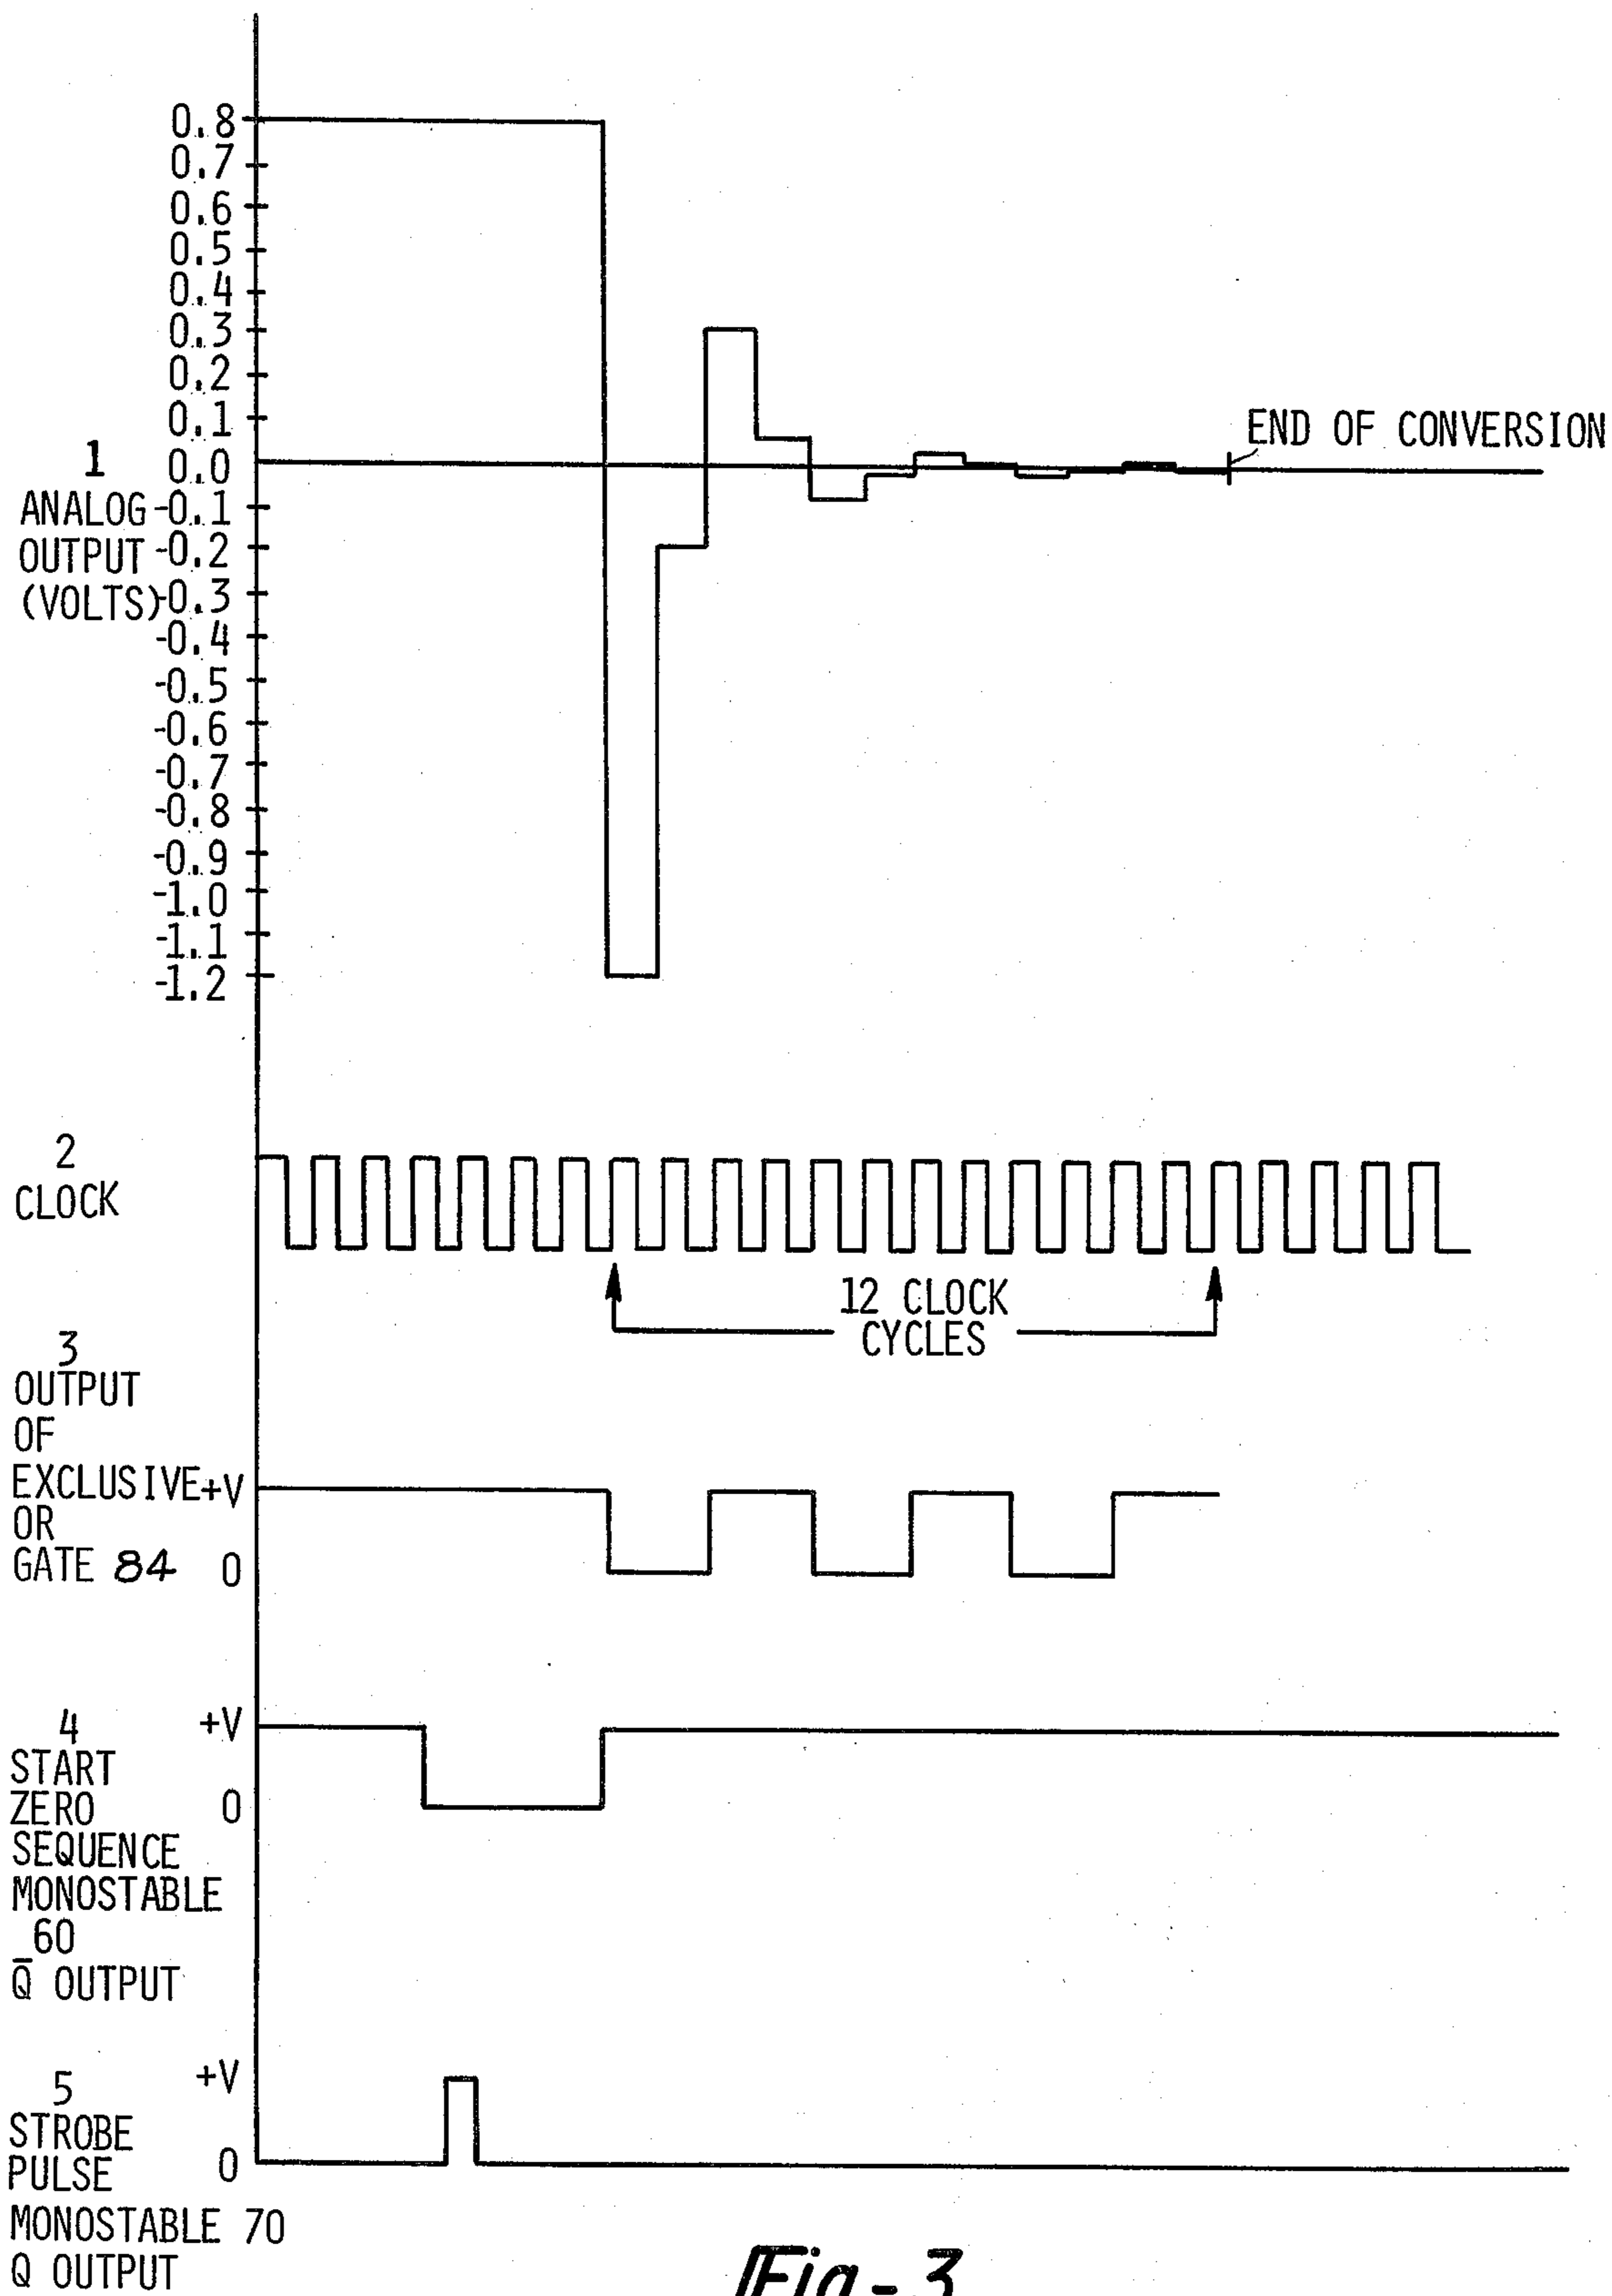 0.8
0.7
0.6
0.5
0.4
0.3
0.2
0.1
0.0
-0.1
-0.2
-0.3
-0.4
-0.5
-0.6
-0.7
-0.8
-0.9
-1.0
-1.1
-1.2
1
ANALOG
OUTPUT
(VOLTS)
END OF CONVERSION
2
CLOCK
12 CLOCK
CYCLES
3
OUTPUT
OF
EXCLUSIVE
OR
GATE 84
+V
0
4
START
ZERO
SEQUENCE
MONOSTABLE
60
Q̅ OUTPUT
+V
0
5
STROBE
PULSE
MONOSTABLE 70
Q OUTPUT
+V
0
Fig-3